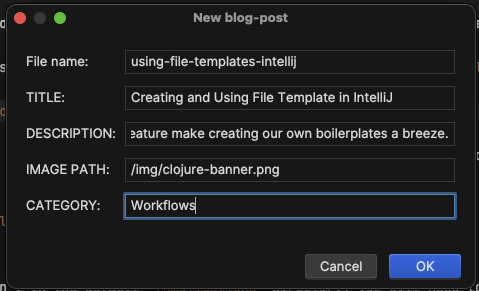 New blog-post
File name: using-file-templates-intellij
TITLE: Creating and Using File Template in IntelliJ
DESCRIPTION: eature make creating our own boilerplates a breeze.
IMAGE PATH: /img/clojure-banner.png
CATEGORY: Workflows
Cancel OK